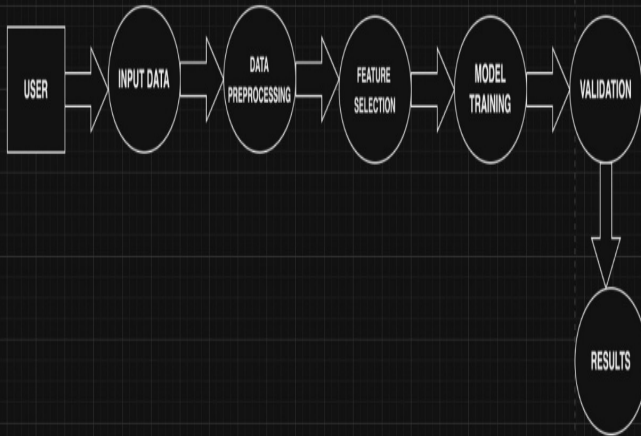 USER
INPUT DATA
DATA
PREPROCESSING
FEATURE
SELECTION
MODEL
TRAINING
VALIDATION
RESULTS